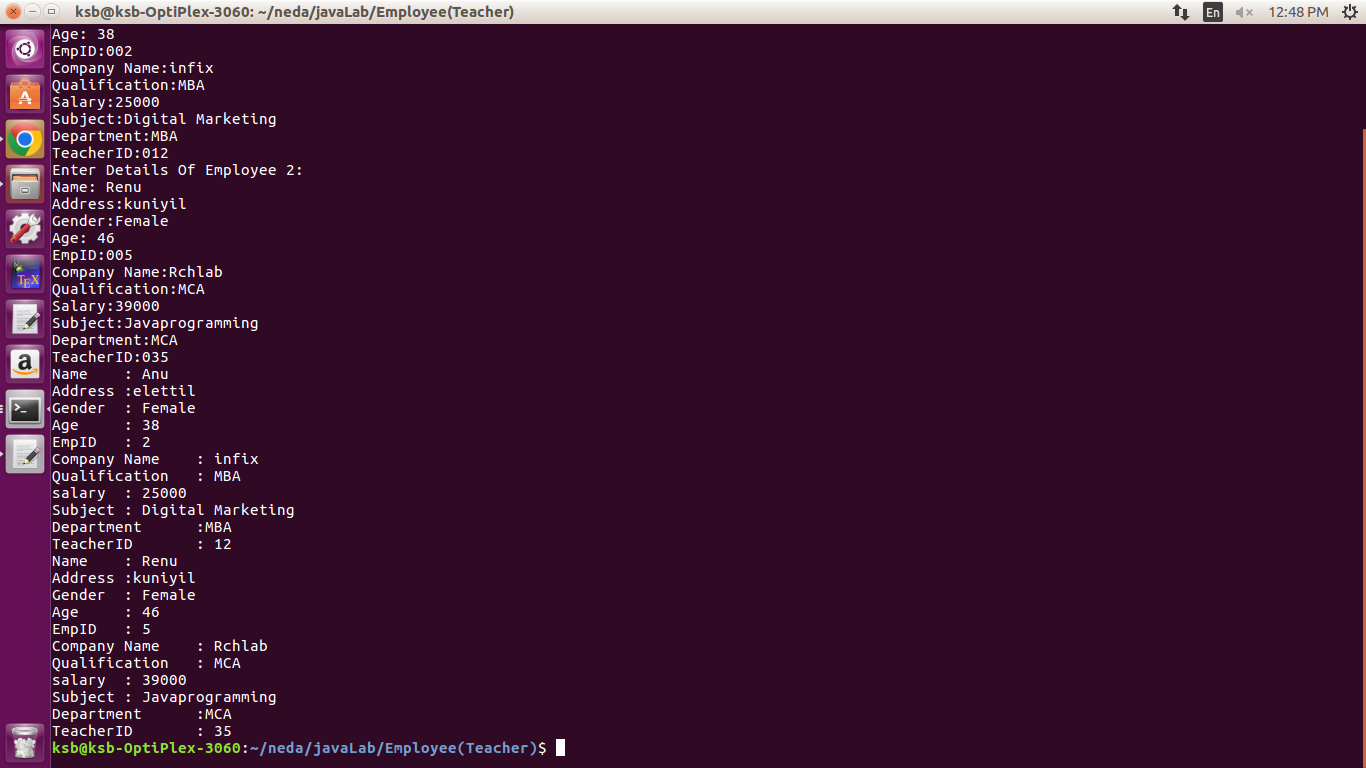 ksb@ksb-OptiPlex-3060: ~/neda/javaLab/Employee(Teacher)
En
12:48 PM
Age: 38
EmpID:002
Company Name:infix
Qualification:MBA
Salary:25000
Subject:Digital Marketing
Department:MBA
TeacherID:012
Enter Details Of Employee 2:
Name: Renu
Address:kuniyil
Gender:Female
Age: 46
EmpID:005
Company Name:Rchlab
Qualification:MCA
Salary:39000
Subject:Javaprogramming
Department:MCA
TeacherID:035
Name    : Anu
Address :elettil
Gender  : Female
Age     : 38
EmpID   : 2
Company Name    : infix
Qualification   : MBA
salary  : 25000
Subject : Digital Marketing
Department      :MBA
TeacherID       : 12
Name    : Renu
Address :kuniyil
Gender  : Female
Age     : 46
EmpID   : 5
Company Name    : Rchlab
Qualification   : MCA
salary  : 39000
Subject : Javaprogramming
Department      :MCA
TeacherID       : 35
ksb@ksb-OptiPlex-3060:~/neda/javaLab/Employee(Teacher)$
A
TEX
a
>_